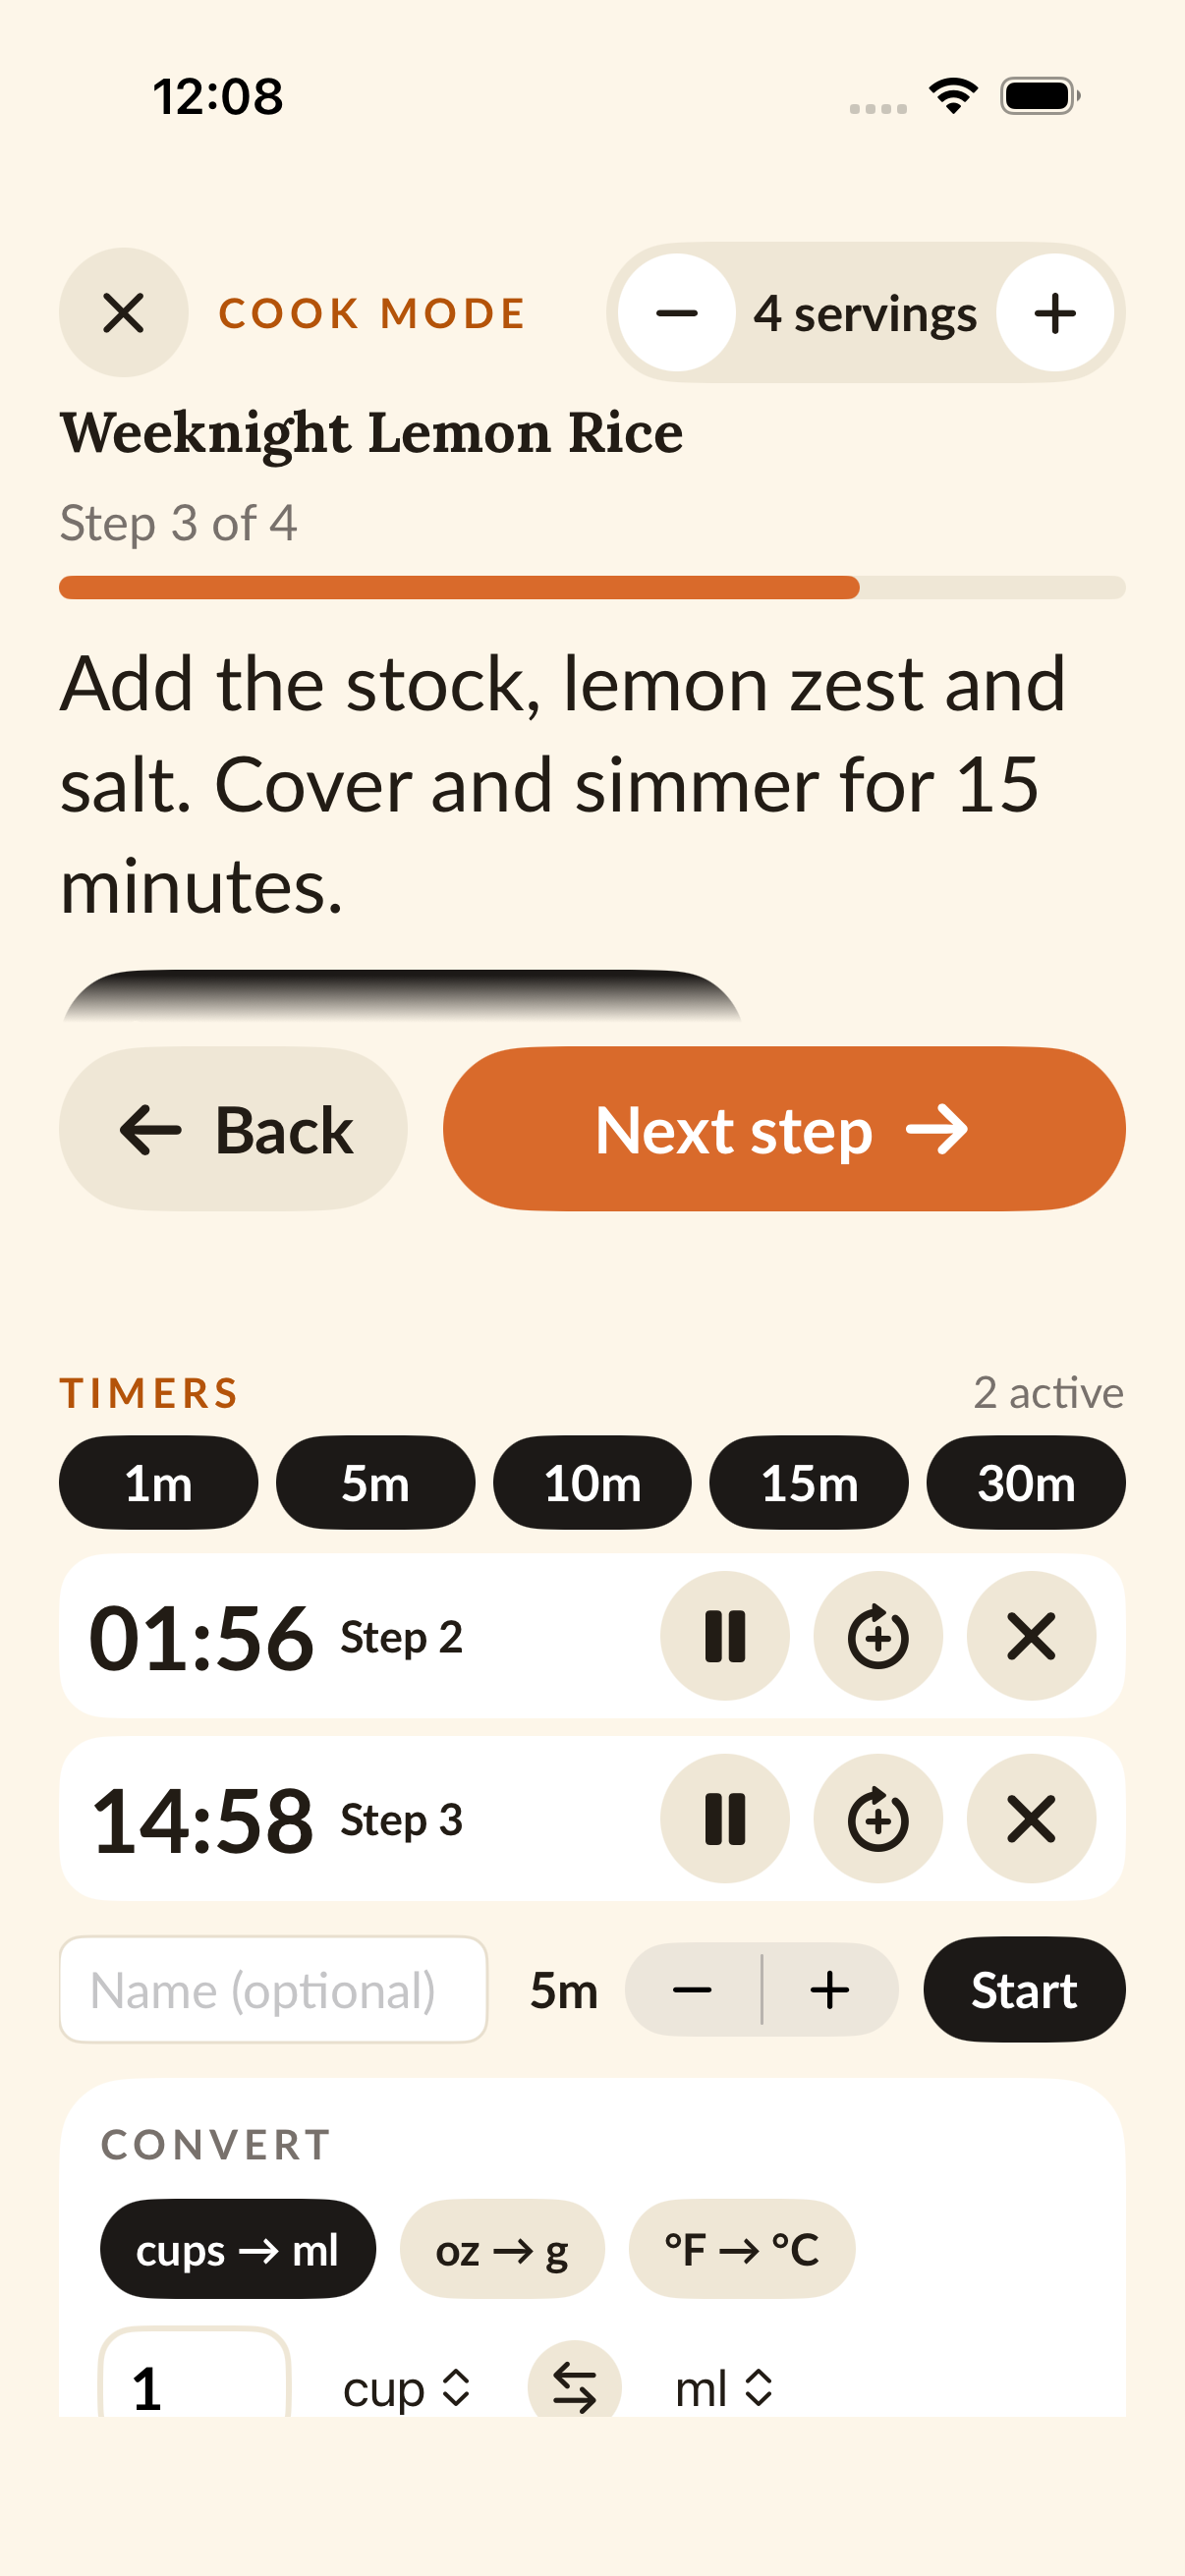 12:08
COOK MODE
4 servings
Weeknight Lemon Rice
Step 3 of 4
Add the stock, lemon zest and
salt. Cover and simmer for 15
minutes.
← Back
Next step →
TIMERS
2 active
1m 5m 10m 15m 30m
01:56 Step 2
14:58 Step 3
Name (optional) 5m − + Start
CONVERT
cups → ml oz → g °F → °C
1 cup ml